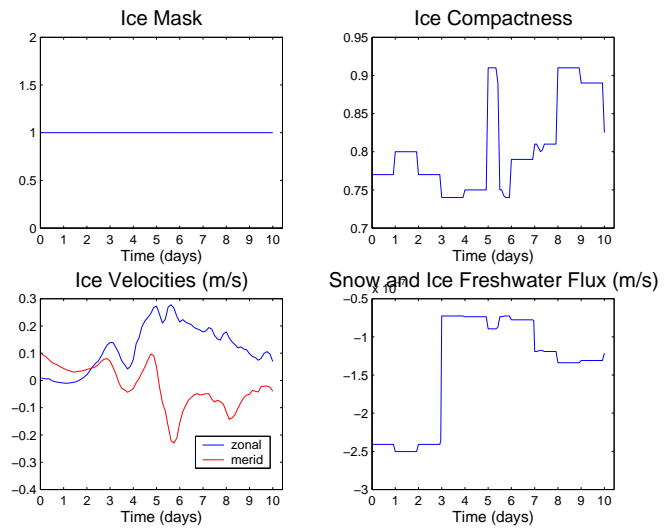 Ice Mask
2
1.5
1
0.5
0
0 1 2 3 4 5 6 7 8 9 10
Time (days)
Ice Compactness
0.95
0.9
0.85
0.8
0.75
0.7
0 1 2 3 4 5 6 7 8 9 10
Time (days)
Ice Velocities (m/s)
0.3
0.2
0.1
0
−0.1
−0.2
−0.3
−0.4
zonal
merid
0 1 2 3 4 5 6 7 8 9 10
Time (days)
Snow and Ice Freshwater Flux (m/s)
x 10−7
−0.5
−1
−1.5
−2
−2.5
−3
0 1 2 3 4 5 6 7 8 9 10
Time (days)